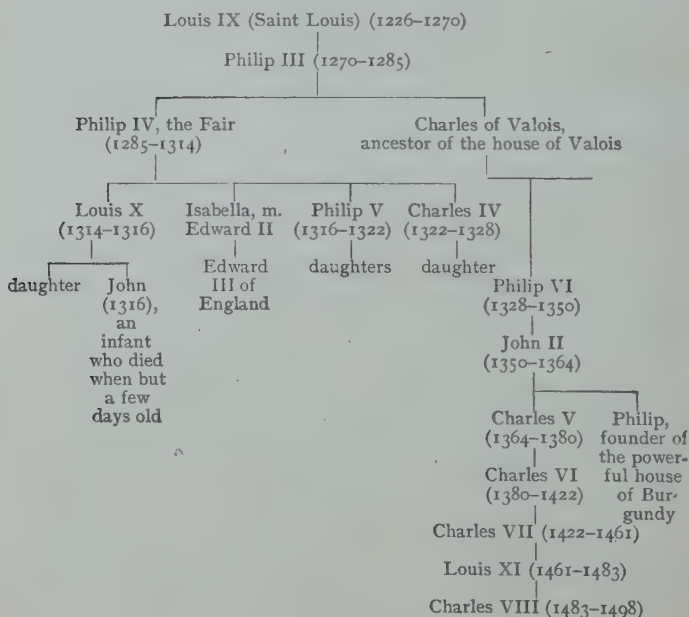 Louis IX (Saint Louis) (1226–1270)
Philip III (1270–1285)
Philip IV, the Fair
(1285–1314)
Charles of Valois,
ancestor of the house of Valois
Louis X
(1314–1316)
Isabella, m.
Edward II
Philip V
(1316–1322)
Charles IV
(1322–1328)
daughter
John
(1316),
an
infant
who died
when but
a few
days old
Edward
III of
England
daughters
daughter
Philip VI
(1328–1350)
John II
(1350–1364)
Charles V
(1364–1380)
Philip,
founder of
the power-
ful house
of Bur-
gundy
Charles VI
(1380–1422)
Charles VII (1422–1461)
Louis XI (1461–1483)
Charles VIII (1483–1498)